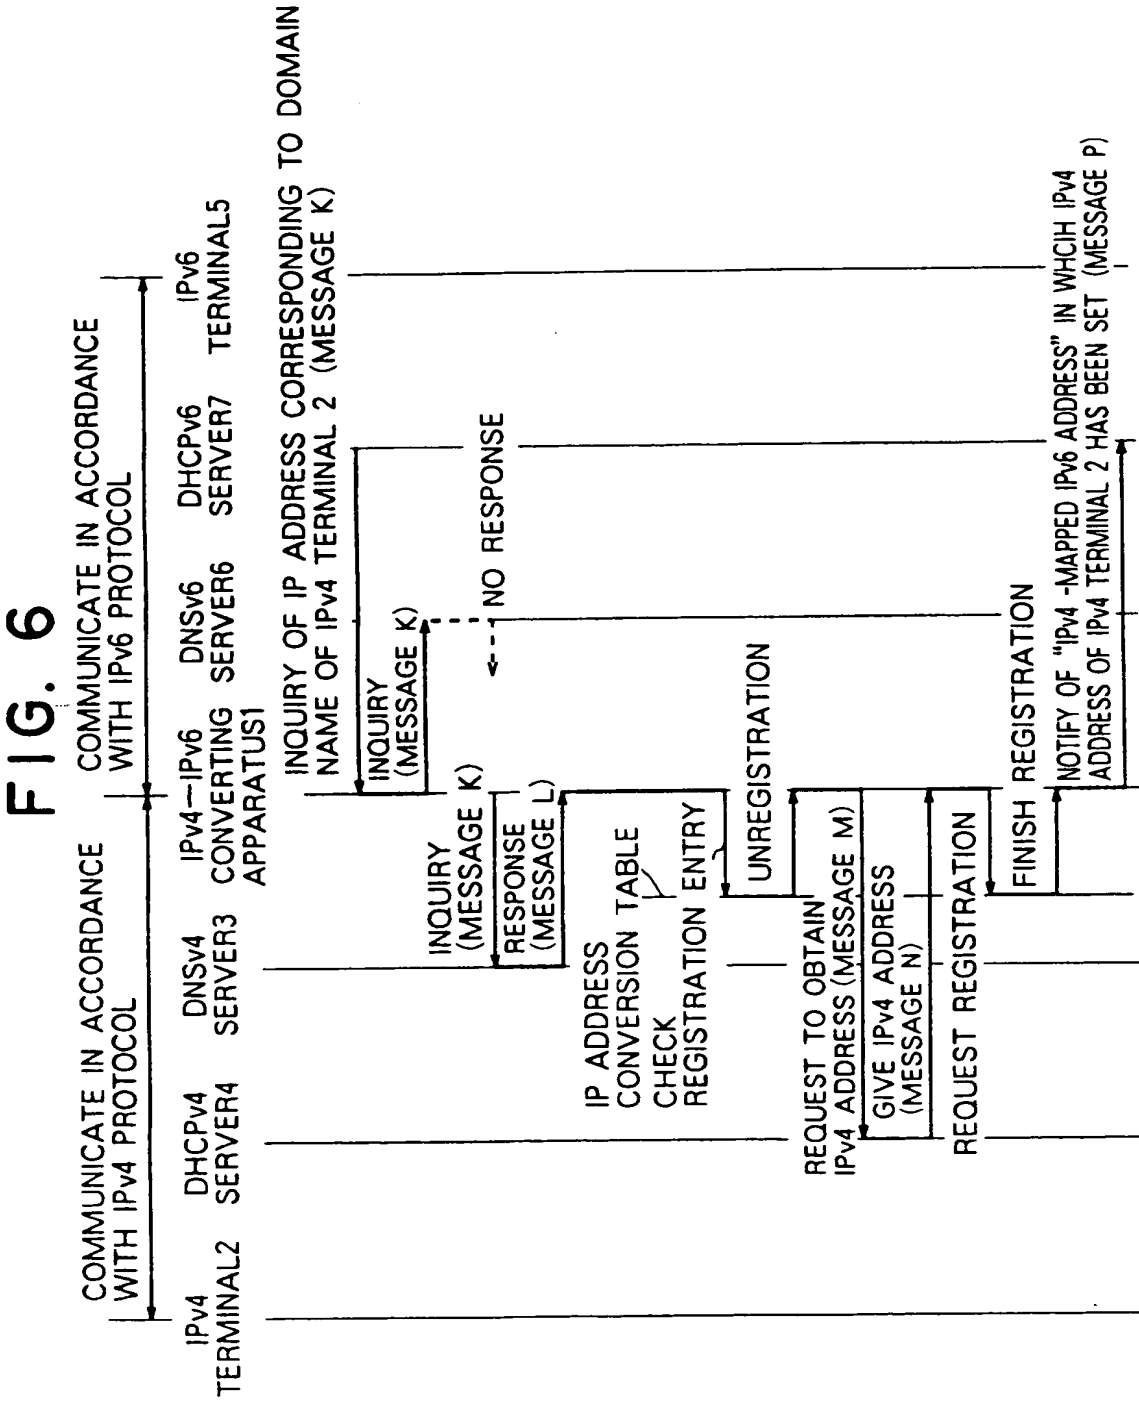 FIG. 6
COMMUNICATE IN ACCORDANCE
WITH IPv4 PROTOCOL
COMMUNICATE IN ACCORDANCE
WITH IPv6 PROTOCOL
IPv4
TERMINAL2
DHCPv4
SERVER4
DNSv4
SERVER3
IPv4—IPv6
CONVERTING
APPARATUS1
DNSv6
SERVER6
DHCPv6
SERVER7
IPv6
TERMINAL5
INQUIRY OF IP ADDRESS CORRESPONDING TO DOMAIN
NAME OF IPv4 TERMINAL 2 (MESSAGE K)
INQUIRY
(MESSAGE K)
NO RESPONSE
INQUIRY
(MESSAGE K)
RESPONSE
(MESSAGE L)
IP ADDRESS
CONVERSION TABLE
CHECK
REGISTRATION ENTRY
UNREGISTRATION
REQUEST TO OBTAIN
IPv4 ADDRESS (MESSAGE M)
GIVE IPv4 ADDRESS
(MESSAGE N)
REQUEST REGISTRATION
FINISH REGISTRATION
NOTIFY OF "IPv4 -MAPPED IPv6 ADDRESS" IN WHCIH IPv4
ADDRESS OF IPv4 TERMINAL 2 HAS BEEN SET (MESSAGE P)